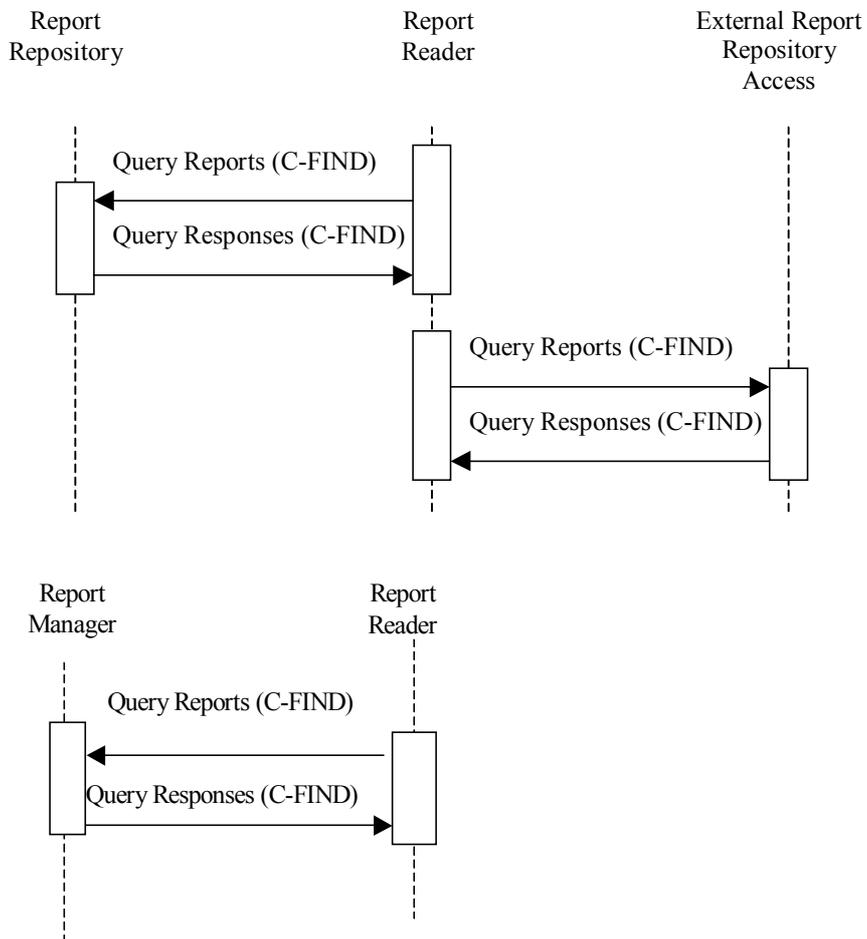 Report
Repository
Report
Reader
External Report
Repository
Access
Query Reports (C-FIND)
Query Responses (C-FIND)
Query Reports (C-FIND)
Query Responses (C-FIND)
Report
Manager
Report
Reader
Query Reports (C-FIND)
Query Responses (C-FIND)